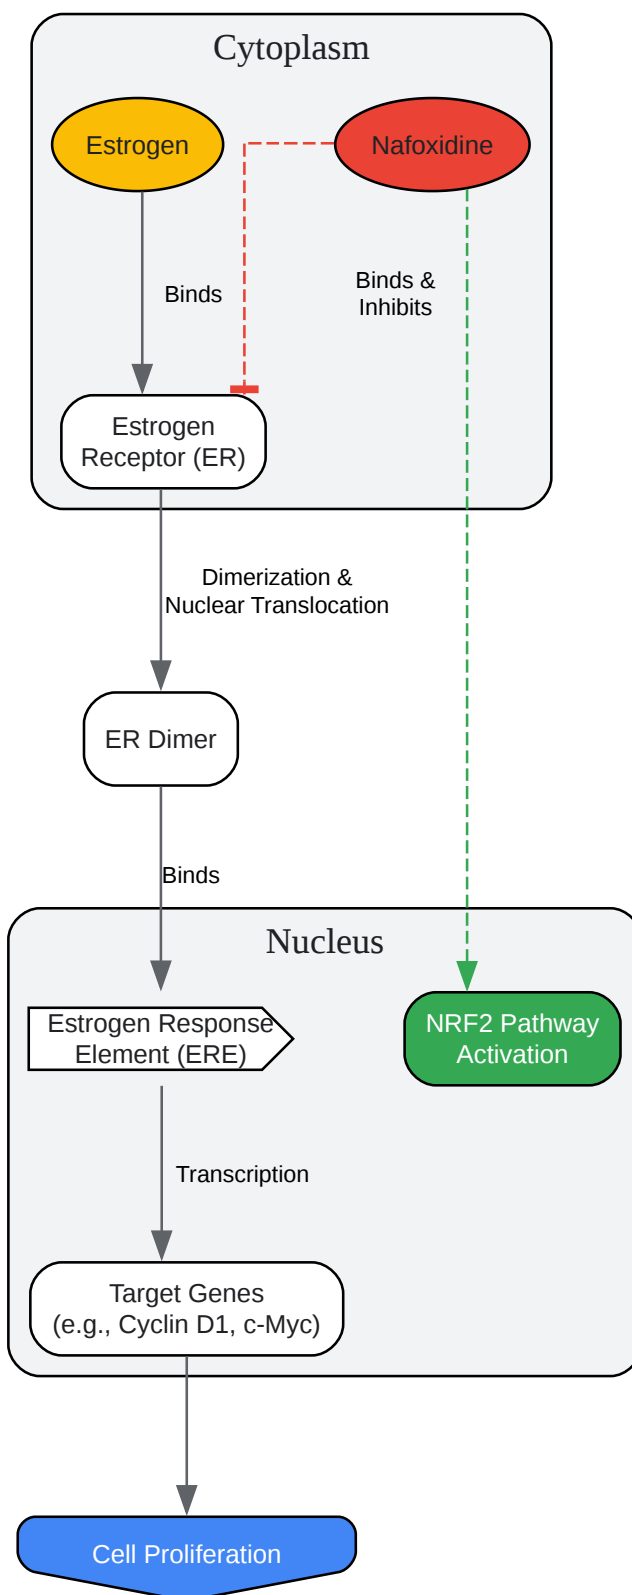 Cytoplasm
Estrogen
Nafoxidine
Binds
Binds &
Inhibits
Estrogen
Receptor (ER)
Dimerization &
Nuclear Translocation
ER Dimer
Binds
Nucleus
Estrogen Response
Element (ERE)
NRF2 Pathway
Activation
Transcription
Target Genes
(e.g., Cyclin D1, c-Myc)
Cell Proliferation